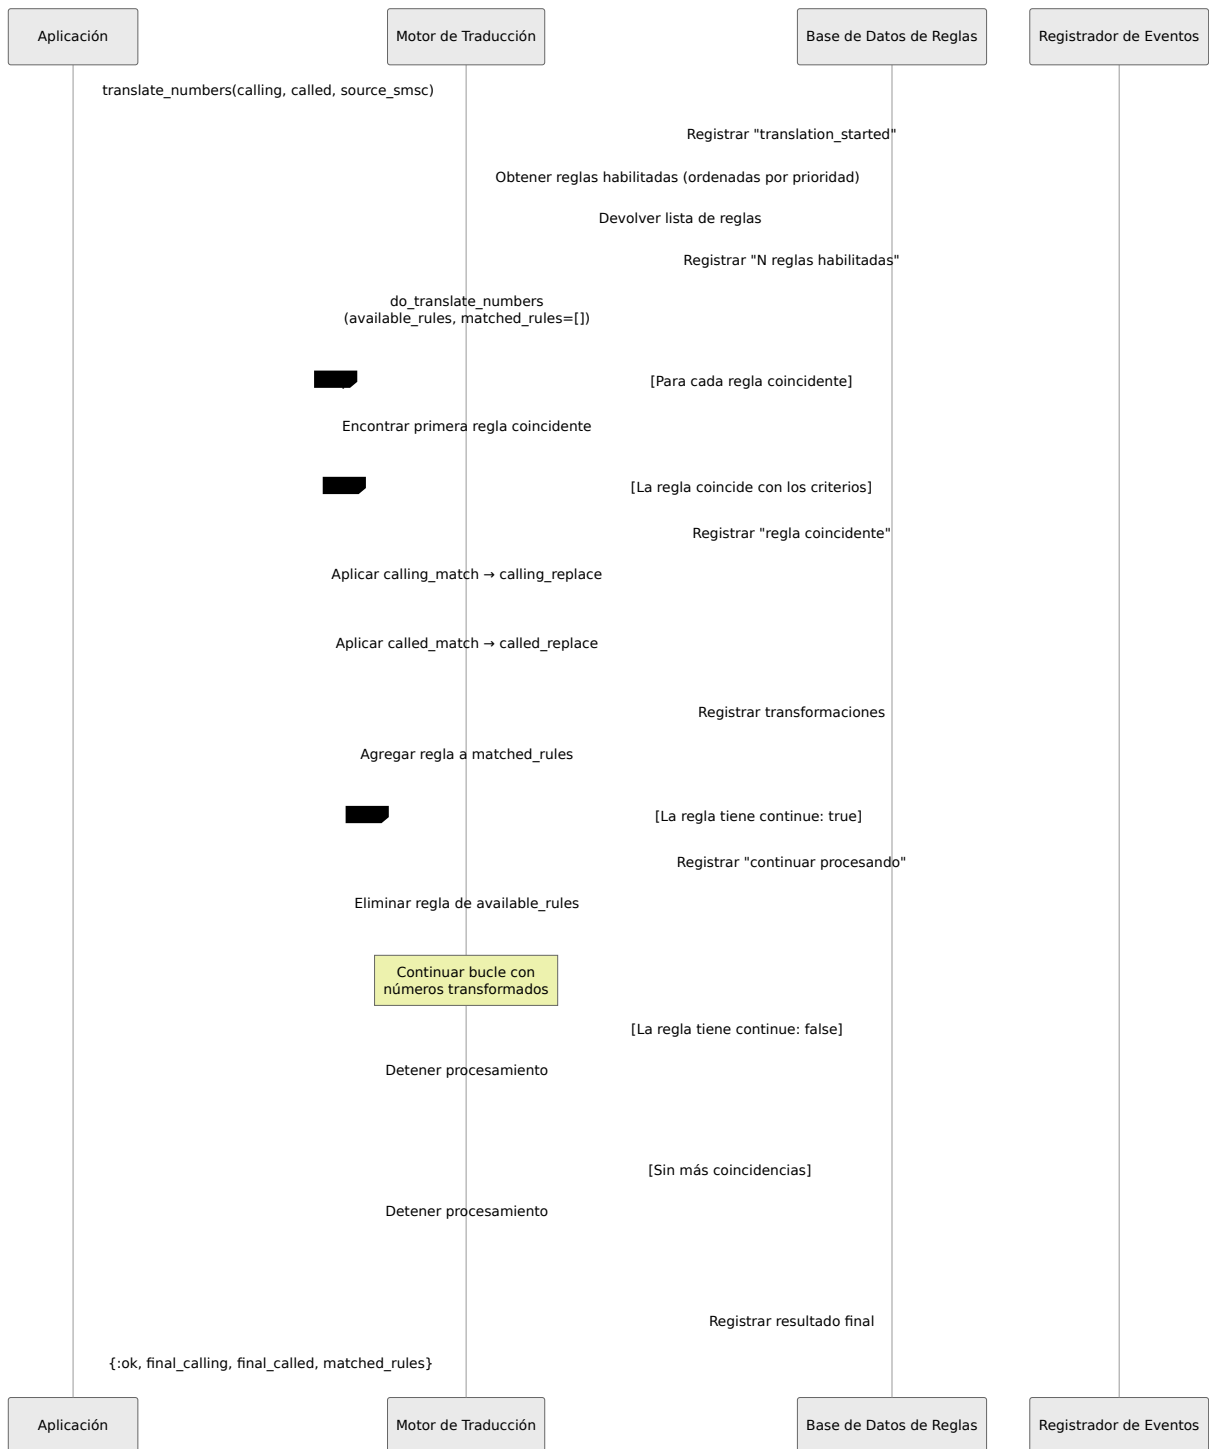 Aplicación
Motor de Traducción
Base de Datos de Reglas
Registrador de Eventos
translate_numbers(calling, called, source_smsc)
Registrar "translation_started"
Obtener reglas habilitadas (ordenadas por prioridad)
Devolver lista de reglas
Registrar "N reglas habilitadas"
do_translate_numbers
(available_rules, matched_rules=[])
[Para cada regla coincidente]
Encontrar primera regla coincidente
[La regla coincide con los criterios]
Registrar "regla coincidente"
Aplicar calling_match → calling_replace
Aplicar called_match → called_replace
Registrar transformaciones
Agregar regla a matched_rules
[La regla tiene continue: true]
Registrar "continuar procesando"
Eliminar regla de available_rules
Continuar bucle con
números transformados
[La regla tiene continue: false]
Detener procesamiento
[Sin más coincidencias]
Detener procesamiento
Registrar resultado final
{:ok, final_calling, final_called, matched_rules}
Aplicación
Motor de Traducción
Base de Datos de Reglas
Registrador de Eventos